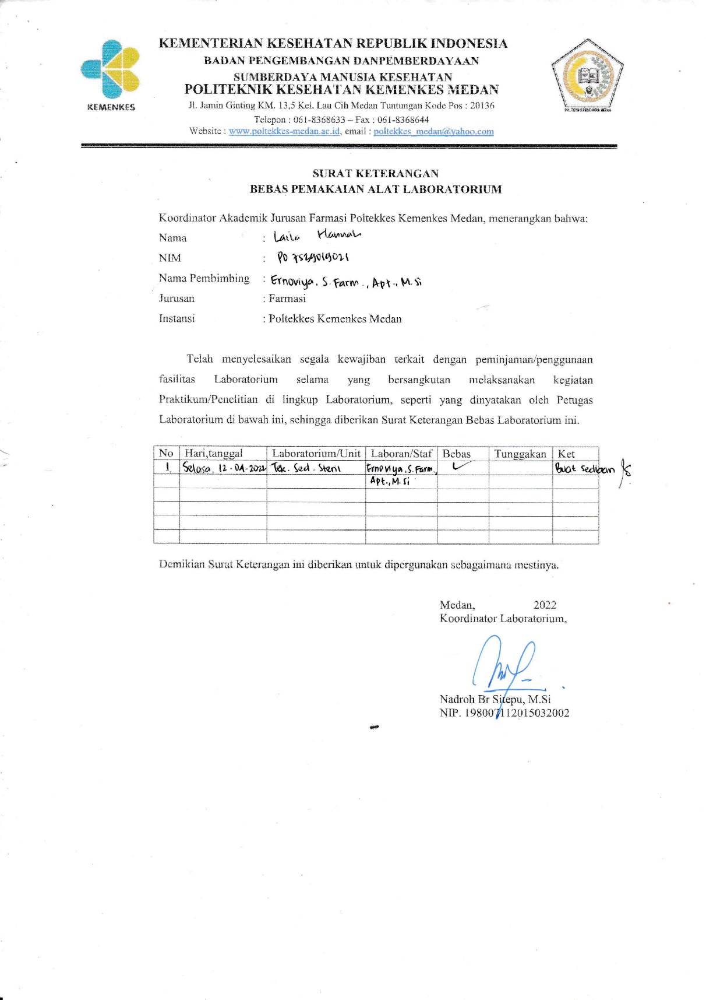 KEMENTERIAN KESEHATAN REPUBLIK INDONESIA
BADAN PENGEMBANGAN DANPEMBERDAYAAN
SUMBERDAYA MANUSIA KESEHATAN
POLITEKNIK KESEHATAN KEMENKES MEDAN
KEMENKES
Jl. Jamin Ginting KM. 13,5 Kel. Lau Cih Medan Tuntungan Kode Pos : 20136
Telepon : 061-8368633 – Fax : 061-8368644
Website : www.poltekkes-medan.ac.id, email : poltekkes_medan@yahoo.com
SURAT KETERANGAN
BEBAS PEMAKAIAN ALAT LABORATORIUM
Koordinator Akademik Jurusan Farmasi Poltekkes Kemenkes Medan, menerangkan bahwa:
Nama : Laila Hannah
NIM : P07539019021
Nama Pembimbing : Ernoviya, S.Farm., Apt., M.Si
Jurusan : Farmasi
Instansi : Poltekkes Kemenkes Medan
Telah menyelesaikan segala kewajiban terkait dengan peminjaman/penggunaan
fasilitas Laboratorium selama yang bersangkutan melaksanakan kegiatan
Praktikum/Penelitian di lingkup Laboratorium, seperti yang dinyatakan oleh Petugas
Laboratorium di bawah ini, sehingga diberikan Surat Keterangan Bebas Laboratorium ini.
No Hari,tanggal Laboratorium/Unit Laboran/Staf Bebas Tunggakan Ket
1. Selasa, 12-04-2022 Tek. Sed. Steril Ernoviya, S.Farm., ✓ Buat Sediaan
Apt., M.Si
Demikian Surat Keterangan ini diberikan untuk dipergunakan sebagaimana mestinya.
Medan, 2022
Koordinator Laboratorium,
Nadroh Br Sitepu, M.Si
NIP. 198007112015032002